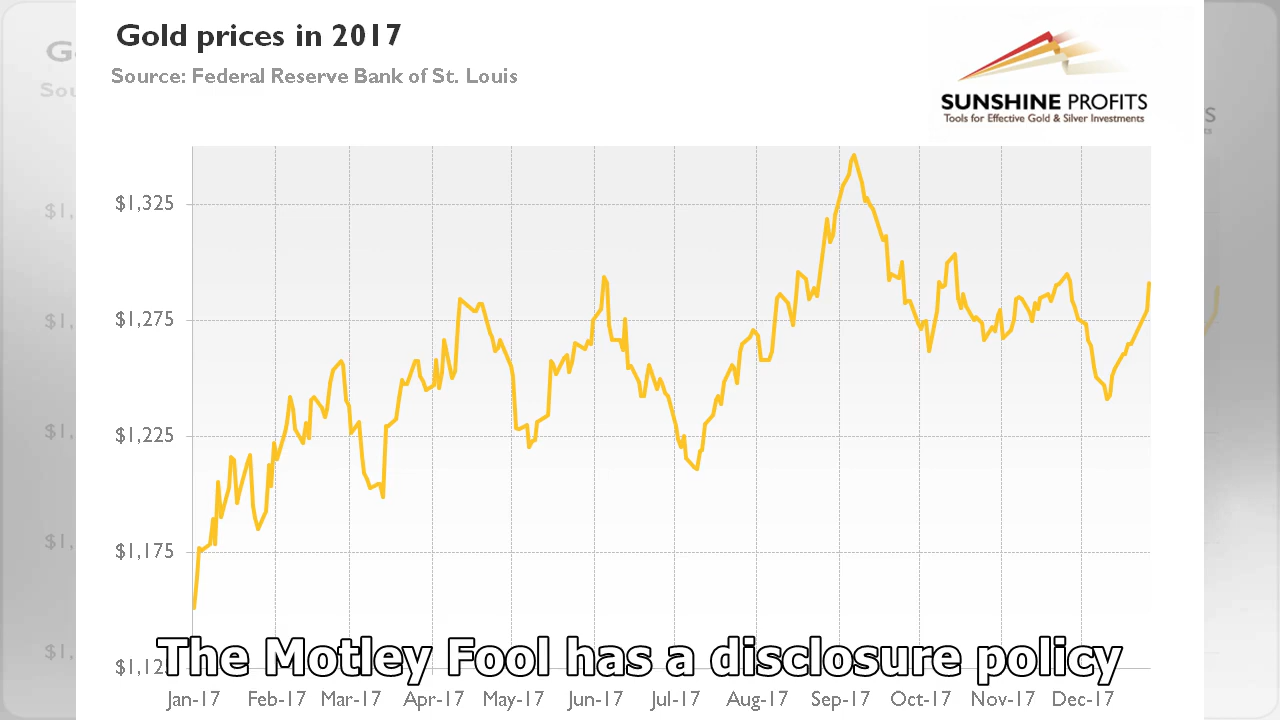 Gold prices in 2017
Source: Federal Reserve Bank of St. Louis
SUNSHINE PROFITS
Tools for Effective Gold & Silver Investments
$1,325
$1,275
$1,225
$1,175
$1,12
The Motley Fool has a disclosure policy
Jan-17 Feb-17 Mar-17 Apr-17 May-17 Jun-17 Jul-17 Aug-17 Sep-17 Oct-17 Nov-17 Dec-17